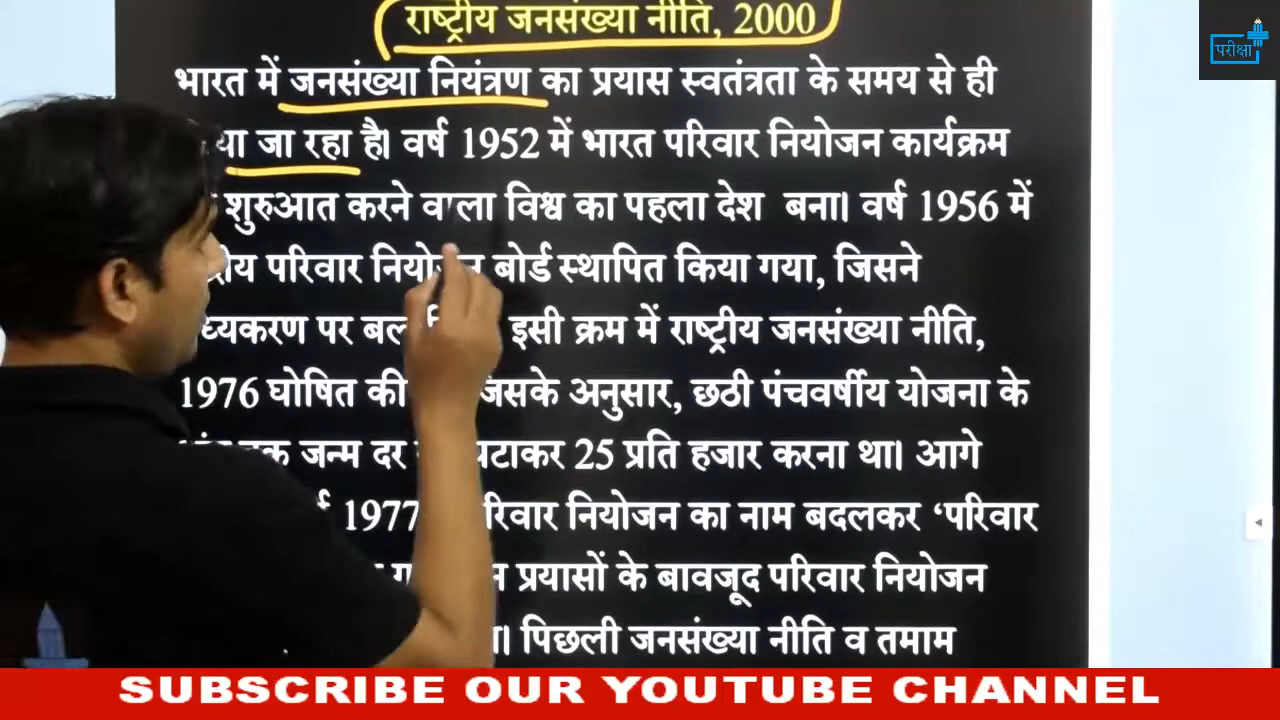 राष्ट्रीय जनसंख्या नीति, 2000
परीक्षा
भारत में जनसंख्या नियंत्रण का प्रयास स्वतंत्रता के समय से ही
जा रहा है। वर्ष 1952 में भारत परिवार नियोजन कार्यक्रम
शुरुआत करने वाला विश्व का पहला देश बना। वर्ष 1956 में
परिवार नियोजन बोर्ड स्थापित किया गया, जिसने
पर बल इसी क्रम में राष्ट्रीय जनसंख्या नीति,
1976 घोषित की जिसके अनुसार, छठी पंचवर्षीय योजना के
जन्म दर घटाकर 25 प्रति हजार करना था। आगे
1977 परिवार नियोजन का नाम बदलकर ‘परिवार
प्रयासों के बावजूद परिवार नियोजन
पिछली जनसंख्या नीति व तमाम
SUBSCRIBE OUR YOUTUBE CHANNEL